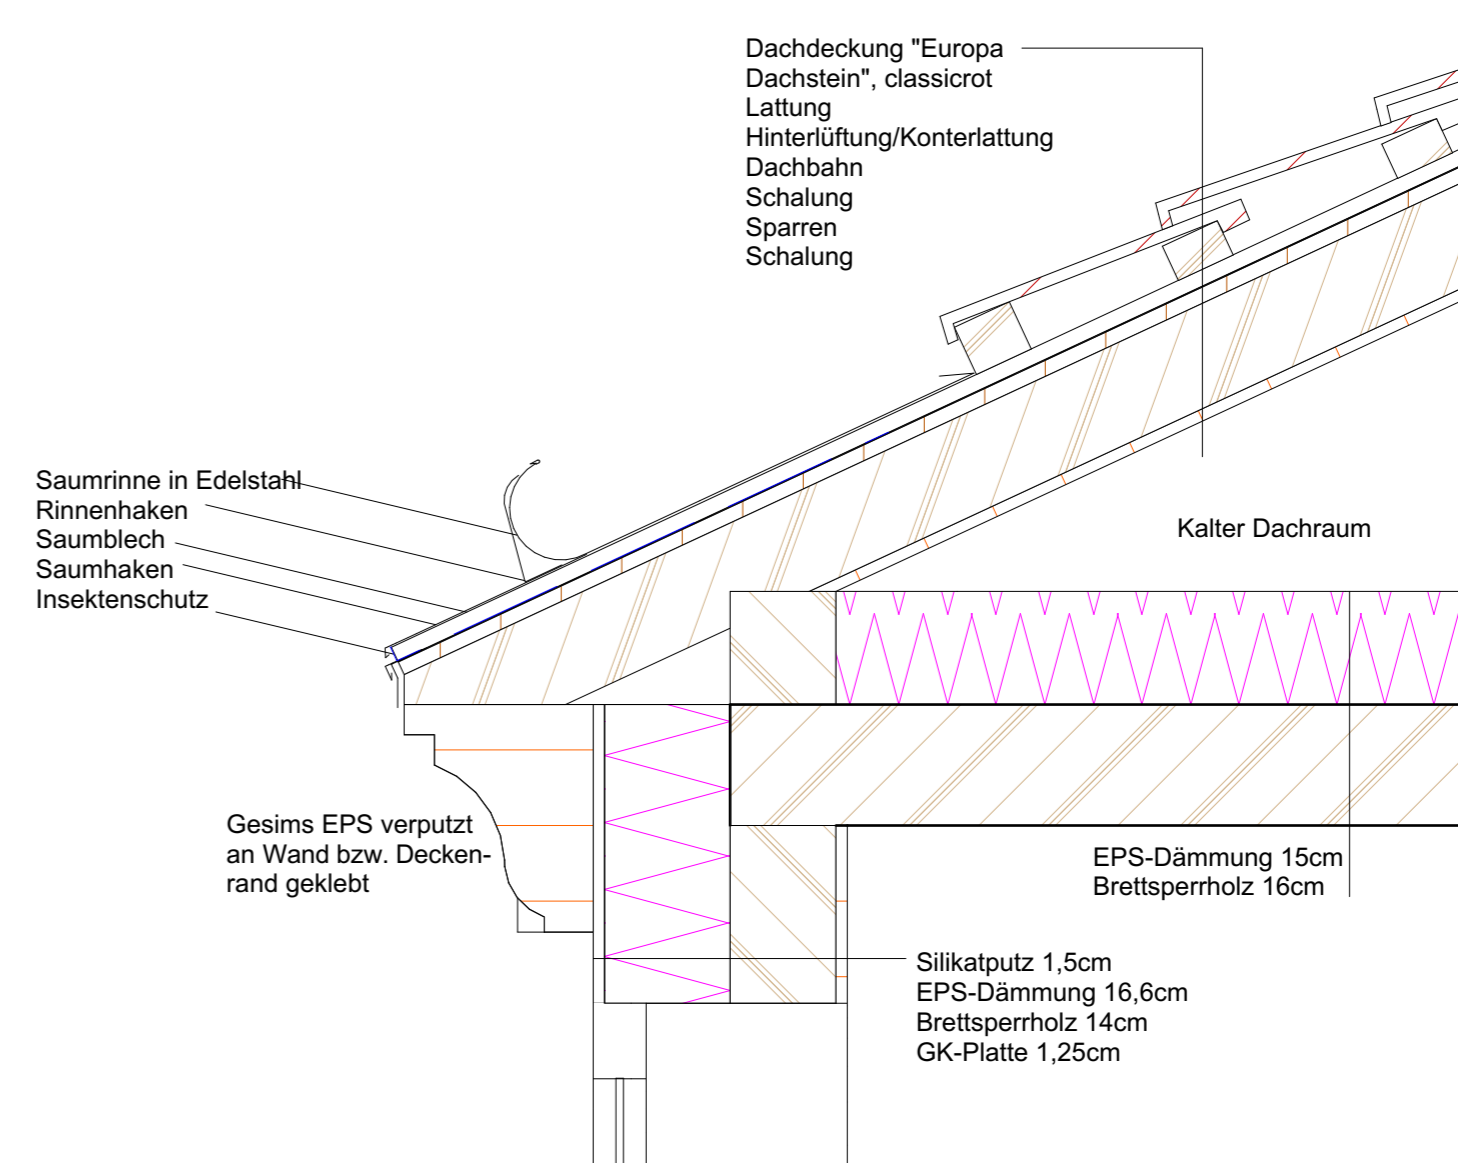 Dachdeckung "Europa
Dachstein", classicrot
Lattung
Hinterlüftung/Konterlattung
Dachbahn
Schalung
Sparren
Schalung
Saumrinne in Edelstahl
Rinnenhaken
Saumblech
Saumhaken
Insektenschutz
Kalter Dachraum
Gesims EPS verputzt
an Wand bzw. Decken-
rand geklebt
EPS-Dämmung 15cm
Brettsperrholz 16cm
Silikatputz 1,5cm
EPS-Dämmung 16,6cm
Brettsperrholz 14cm
GK-Platte 1,25cm